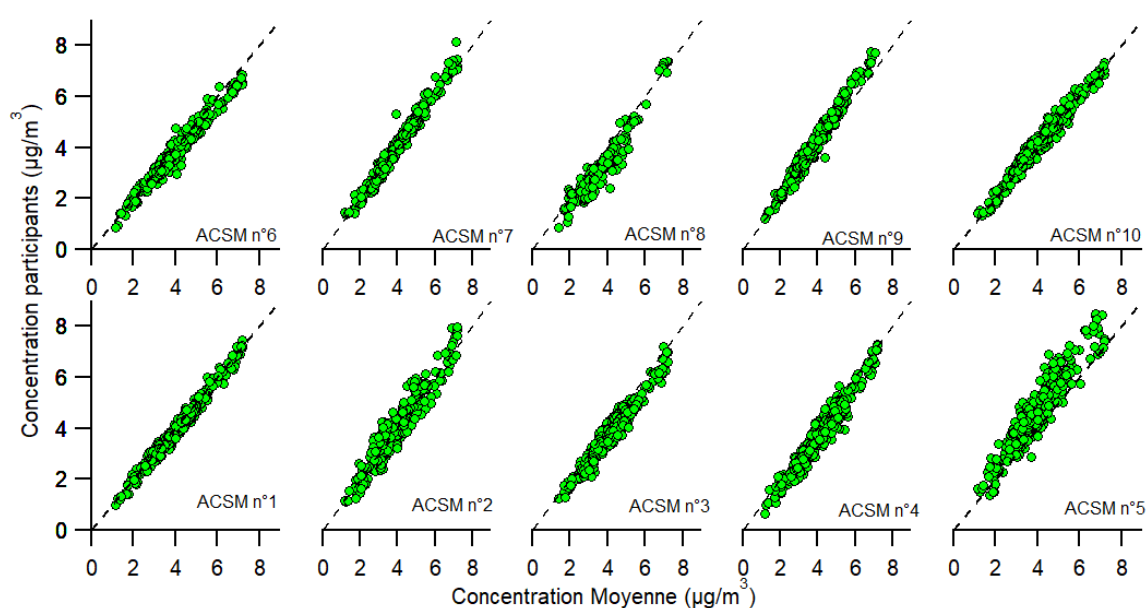 Concentration participants (µg/m³)
8
6
4
2
0
ACSM n°6
ACSM n°7
ACSM n°8
ACSM n°9
ACSM n°10
0 2 4 6 8 0 2 4 6 8 0 2 4 6 8 0 2 4 6 8 0 2 4 6 8
8
6
4
2
0
ACSM n°1
ACSM n°2
ACSM n°3
ACSM n°4
ACSM n°5
0 2 4 6 8 0 2 4 6 8 0 2 4 6 8 0 2 4 6 8 0 2 4 6 8
Concentration Moyenne (µg/m³)